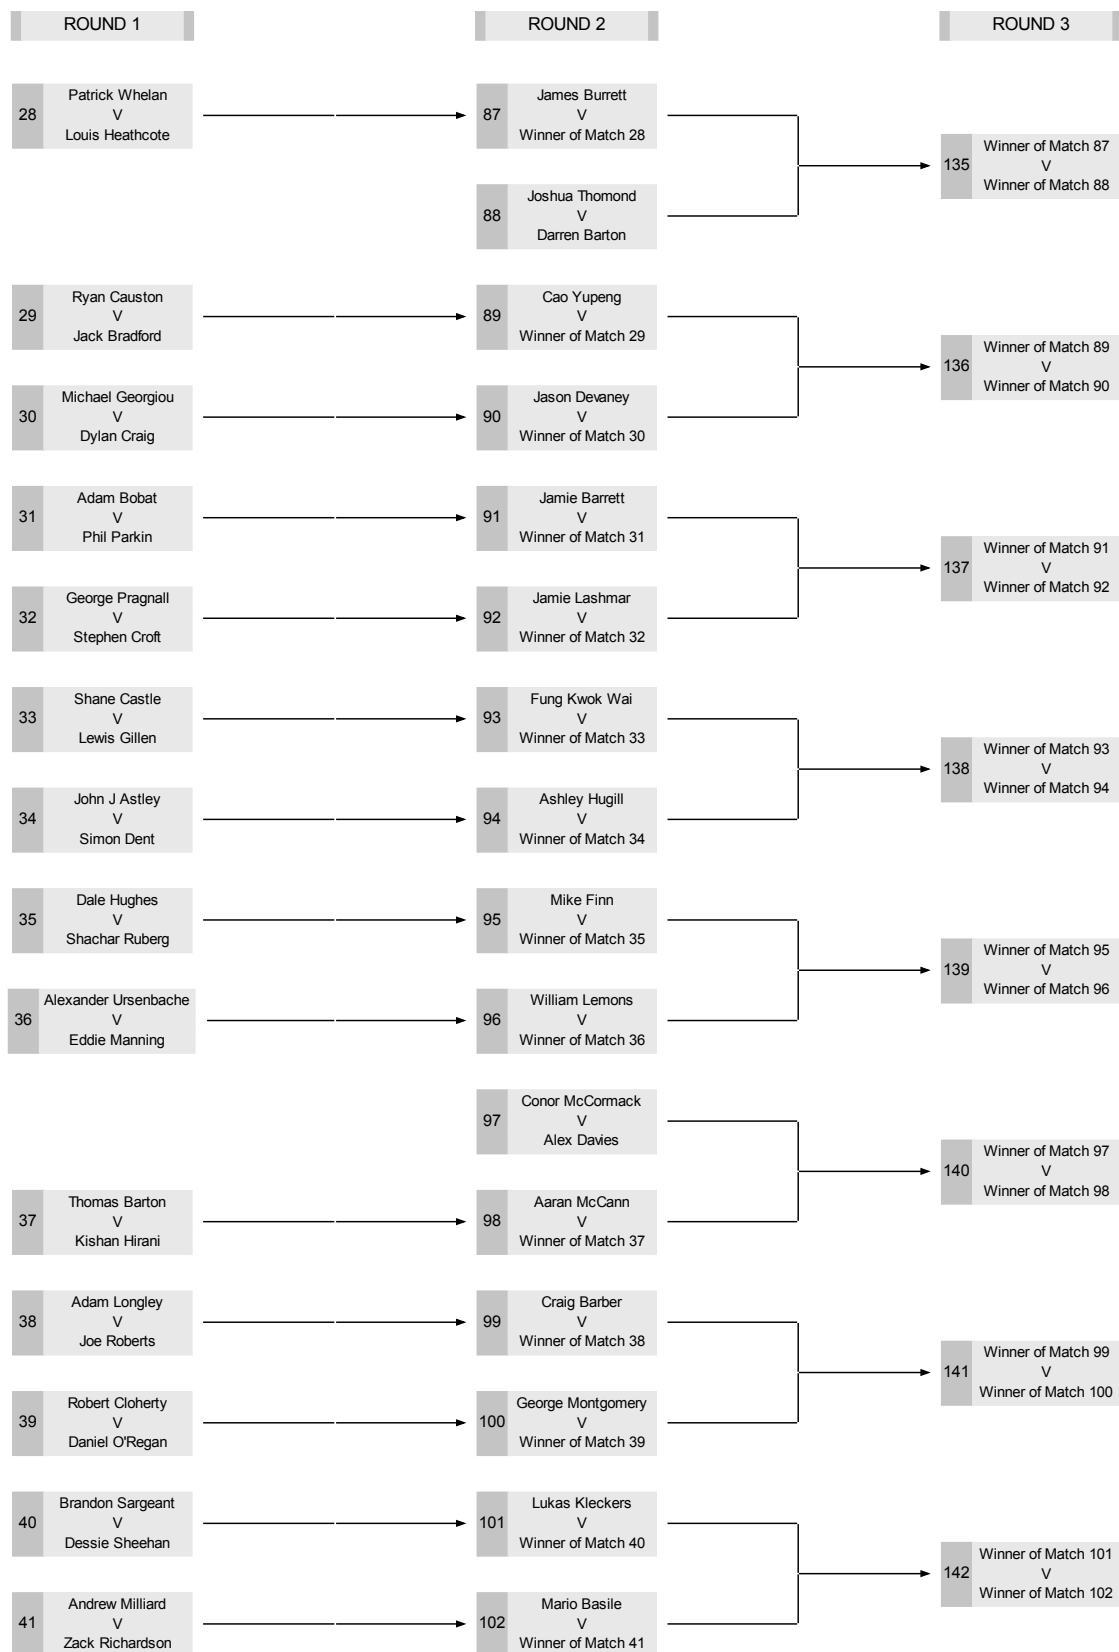 ROUND 1
ROUND 2
ROUND 3
28
Patrick Whelan
V
Louis Heathcote
87
James Burrett
V
Winner of Match 28
135
Winner of Match 87
V
Winner of Match 88
88
Joshua Thomond
V
Darren Barton
29
Ryan Causton
V
Jack Bradford
89
Cao Yupeng
V
Winner of Match 29
136
Winner of Match 89
V
Winner of Match 90
30
Michael Georgiou
V
Dylan Craig
90
Jason Devaney
V
Winner of Match 30
31
Adam Bobat
V
Phil Parkin
91
Jamie Barrett
V
Winner of Match 31
137
Winner of Match 91
V
Winner of Match 92
32
George Pragnall
V
Stephen Croft
92
Jamie Lashmar
V
Winner of Match 32
33
Shane Castle
V
Lewis Gillen
93
Fung Kwok Wai
V
Winner of Match 33
138
Winner of Match 93
V
Winner of Match 94
34
John J Astley
V
Simon Dent
94
Ashley Hugill
V
Winner of Match 34
35
Dale Hughes
V
Shachar Ruberg
95
Mike Finn
V
Winner of Match 35
139
Winner of Match 95
V
Winner of Match 96
36
Alexander Ursenbache
V
Eddie Manning
96
William Lemons
V
Winner of Match 36
97
Conor McCormack
V
Alex Davies
140
Winner of Match 97
V
Winner of Match 98
37
Thomas Barton
V
Kishan Hirani
98
Aaran McCann
V
Winner of Match 37
38
Adam Longley
V
Joe Roberts
99
Craig Barber
V
Winner of Match 38
141
Winner of Match 99
V
Winner of Match 100
39
Robert Cloherty
V
Daniel O'Regan
100
George Montgomery
V
Winner of Match 39
40
Brandon Sargeant
V
Dessie Sheehan
101
Lukas Kleckers
V
Winner of Match 40
142
Winner of Match 101
V
Winner of Match 102
41
Andrew Milliard
V
Zack Richardson
102
Mario Basile
V
Winner of Match 41